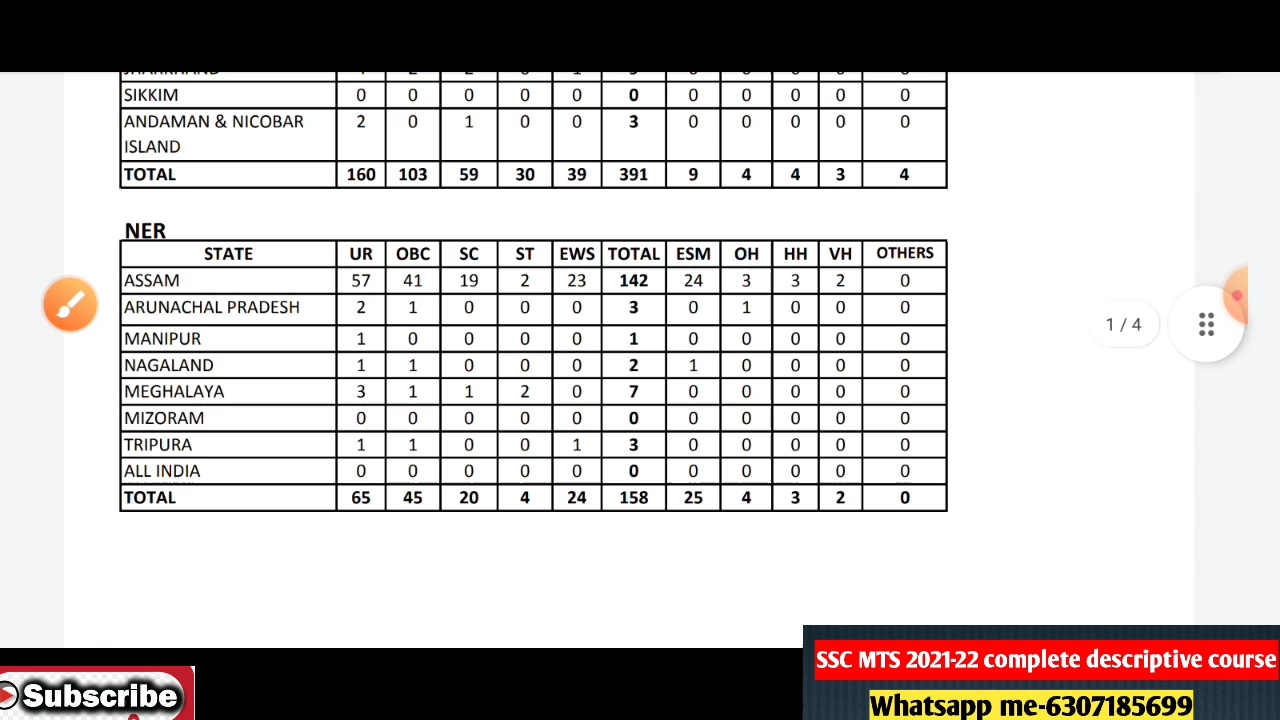 SIKKIM 0 0 0 0 0 0 0 0 0 0 0
ANDAMAN & NICOBAR 2 0 1 0 0 3 0 0 0 0 0
ISLAND
TOTAL 160 103 59 30 39 391 9 4 4 3 4
NER
STATE UR OBC SC ST EWS TOTAL ESM OH HH VH OTHERS
ASSAM 57 41 19 2 23 142 24 3 3 2 0
ARUNACHAL PRADESH 2 1 0 0 0 3 0 1 0 0 0
MANIPUR 1 0 0 0 0 1 0 0 0 0 0
NAGALAND 1 1 0 0 0 2 1 0 0 0 0
MEGHALAYA 3 1 1 2 0 7 0 0 0 0 0
MIZORAM 0 0 0 0 0 0 0 0 0 0 0
TRIPURA 1 1 0 0 1 3 0 0 0 0 0
ALL INDIA 0 0 0 0 0 0 0 0 0 0 0
TOTAL 65 45 20 4 24 158 25 4 3 2 0
1 / 4
SSC MTS 2021-22 complete descriptive course
Whatsapp me-6307185699
Subscribe